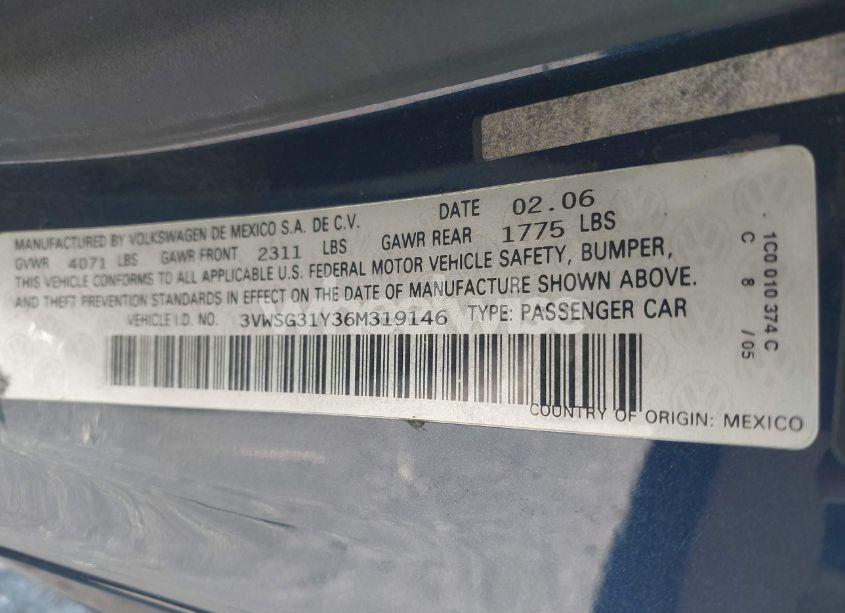 MANUFACTURED BY VOLKSWAGEN DE MEXICO S.A. DE C.V. DATE 02.06
GVWR 4071 LBS GAWR FRONT 2311 LBS GAWR REAR 1775 LBS
THIS VEHICLE CONFORMS TO ALL APPLICABLE U.S. FEDERAL MOTOR VEHICLE SAFETY, BUMPER,
AND THEFT PREVENTION STANDARDS IN EFFECT ON THE DATE OF MANUFACTURE SHOWN ABOVE.
VEHICLE I.D. NO. 3VWSG31Y36M319146 TYPE: PASSENGER CAR
COUNTRY OF ORIGIN: MEXICO
1C0 010 374 C
C 8 /05